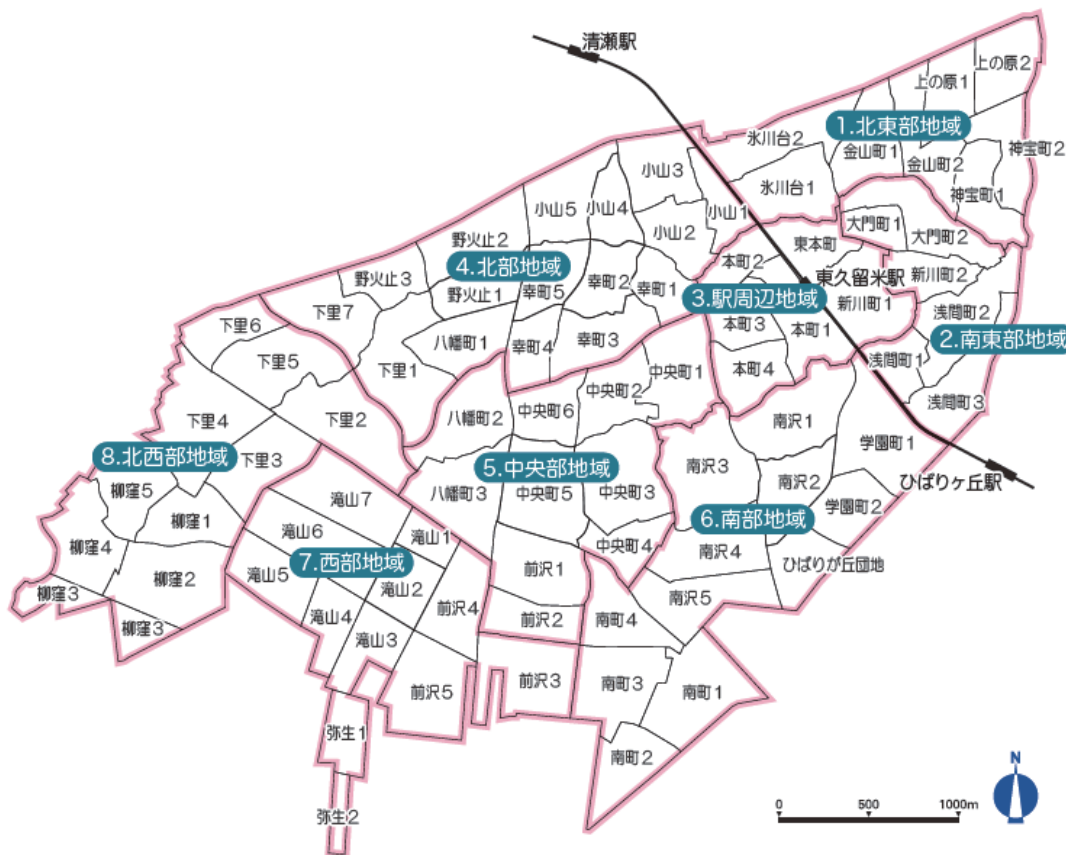 清瀬駅
上の原2
上の原1
1.北東部地域
氷川台2
金山町1
金山町2
神宝町2
神宝町1
氷川台1
小山3
小山5
小山4
小山1
小山2
大門町1
大門町2
東本町
本町2
東久留米駅
新川町2
新川町1
3.駅周辺地域
本町3
本町1
本町4
浅間町2
2.南東部地域
浅間町1
浅間町3
野火止2
4.北部地域
野火止3
野火止1
幸町5
幸町2
幸町1
幸町4
幸町3
八幡町1
下里7
下里6
下里5
下里1
下里4
下里2
下里3
8.北西部地域
中央町1
中央町2
中央町6
八幡町2
5.中央部地域
八幡町3
中央町5
中央町3
中央町4
南沢1
学園町1
南沢3
南沢2
ひばりヶ丘駅
学園町2
6.南部地域
南沢4
ひばりが丘団地
南沢5
柳窪5
柳窪1
柳窪4
柳窪2
柳窪3
柳窪3
滝山7
滝山6
滝山1
7.西部地域
滝山5
滝山2
滝山4
滝山3
前沢4
前沢1
前沢2
前沢5
前沢3
南町4
南町3
南町1
南町2
弥生1
弥生2
N
0 500 1000m